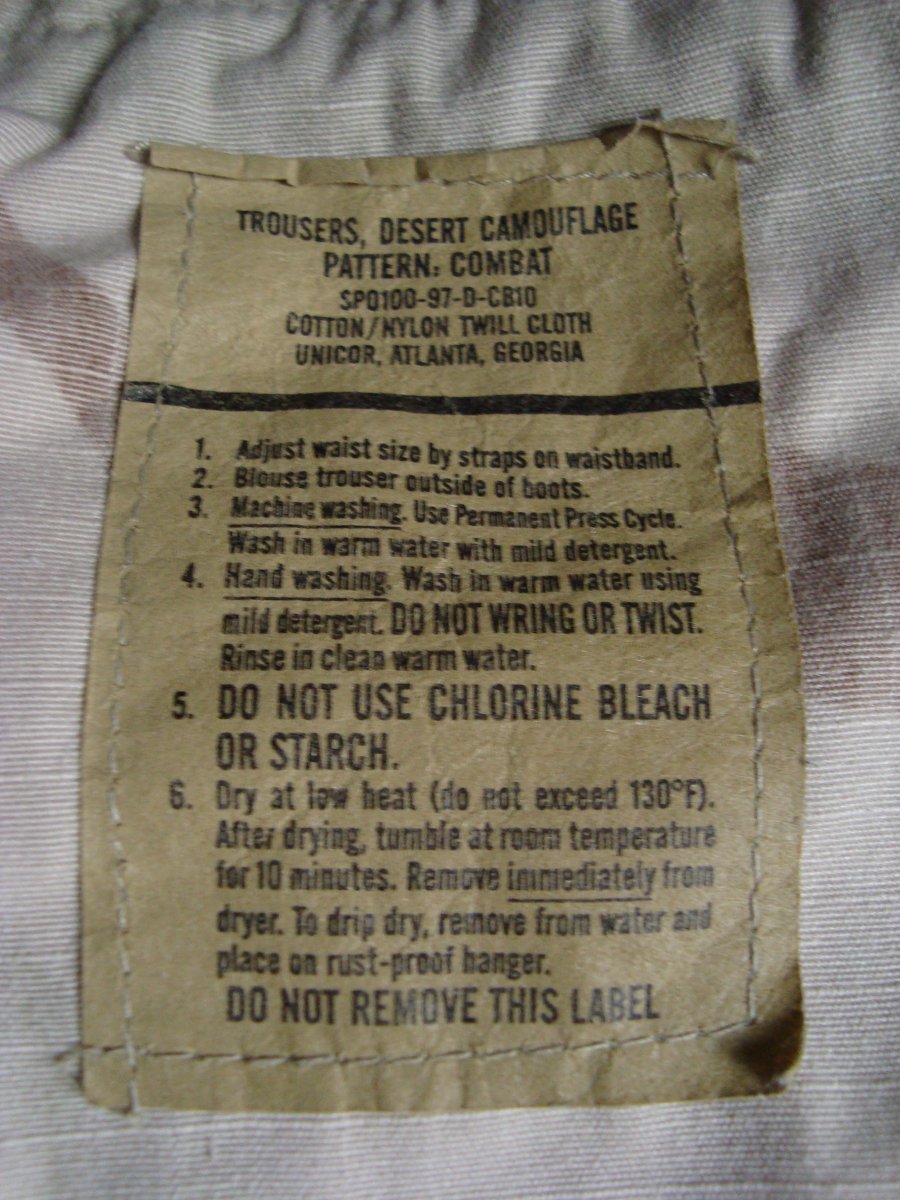 TROUSERS, DESERT CAMOUFLAGE
PATTERN: COMBAT
SPO100-97-D-CB10
COTTON/NYLON TWILL CLOTH
UNICOR, ATLANTA, GEORGIA
1. Adjust waist size by straps on waistband.
2. Blouse trouser outside of boots.
3. Machine washing. Use Permanent Press Cycle.
Wash in warm water with mild detergent.
4. Hand washing. Wash in warm water using
mild detergent. DO NOT WRING OR TWIST.
Rinse in clean warm water.
5. DO NOT USE CHLORINE BLEACH
OR STARCH.
6. Dry at low heat (do not exceed 130°F).
After drying, tumble at room temperature
for 10 minutes. Remove immediately from
dryer. To drip dry, remove from water and
place on rust-proof hanger.
DO NOT REMOVE THIS LABEL